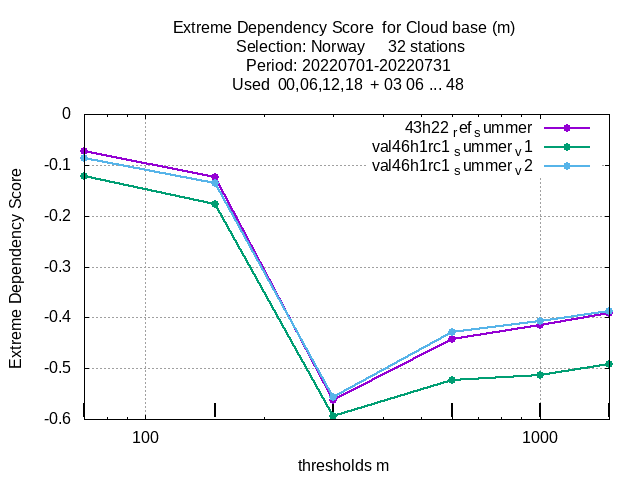 Extreme Dependency Score  for Cloud base (m)
Selection: Norway     32 stations
Period: 20220701-20220731
Used  00,06,12,18  + 03 06 ... 48
43h22_ref_summer
val46h1rc1_summer_v1
val46h1rc1_summer_v2
0
-0.1
-0.2
-0.3
-0.4
-0.5
-0.6
Extreme Dependency Score
100
1000
thresholds m